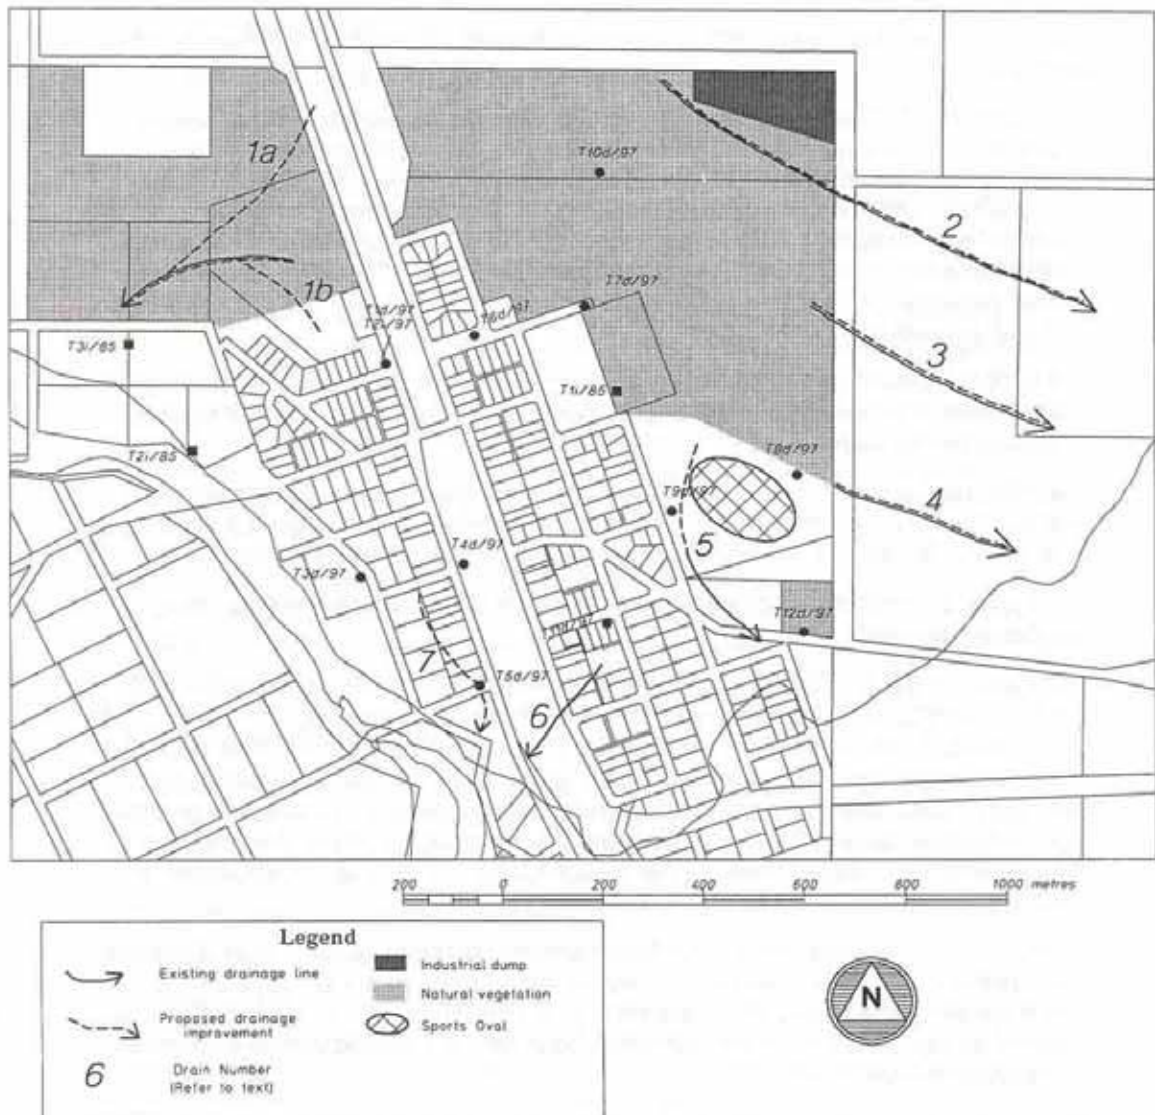 1a
T10d/97
2
1b
T1d/97
T2i/97
T6d/97
I7d/97
3
T3i/85
T1i/85
T2i/85
T8d/97
T9d/97
4
5
T4d/97
T3d/97
T11d/97
T12d/97
7
T5d/97
6
200 0 200 400 600 800 1000 metres
Legend
Existing drainage line
Industrial dump
Natural vegetation
Proposed drainage
improvement
Sports Oval
6
Drain Number
(Refer to text)
N